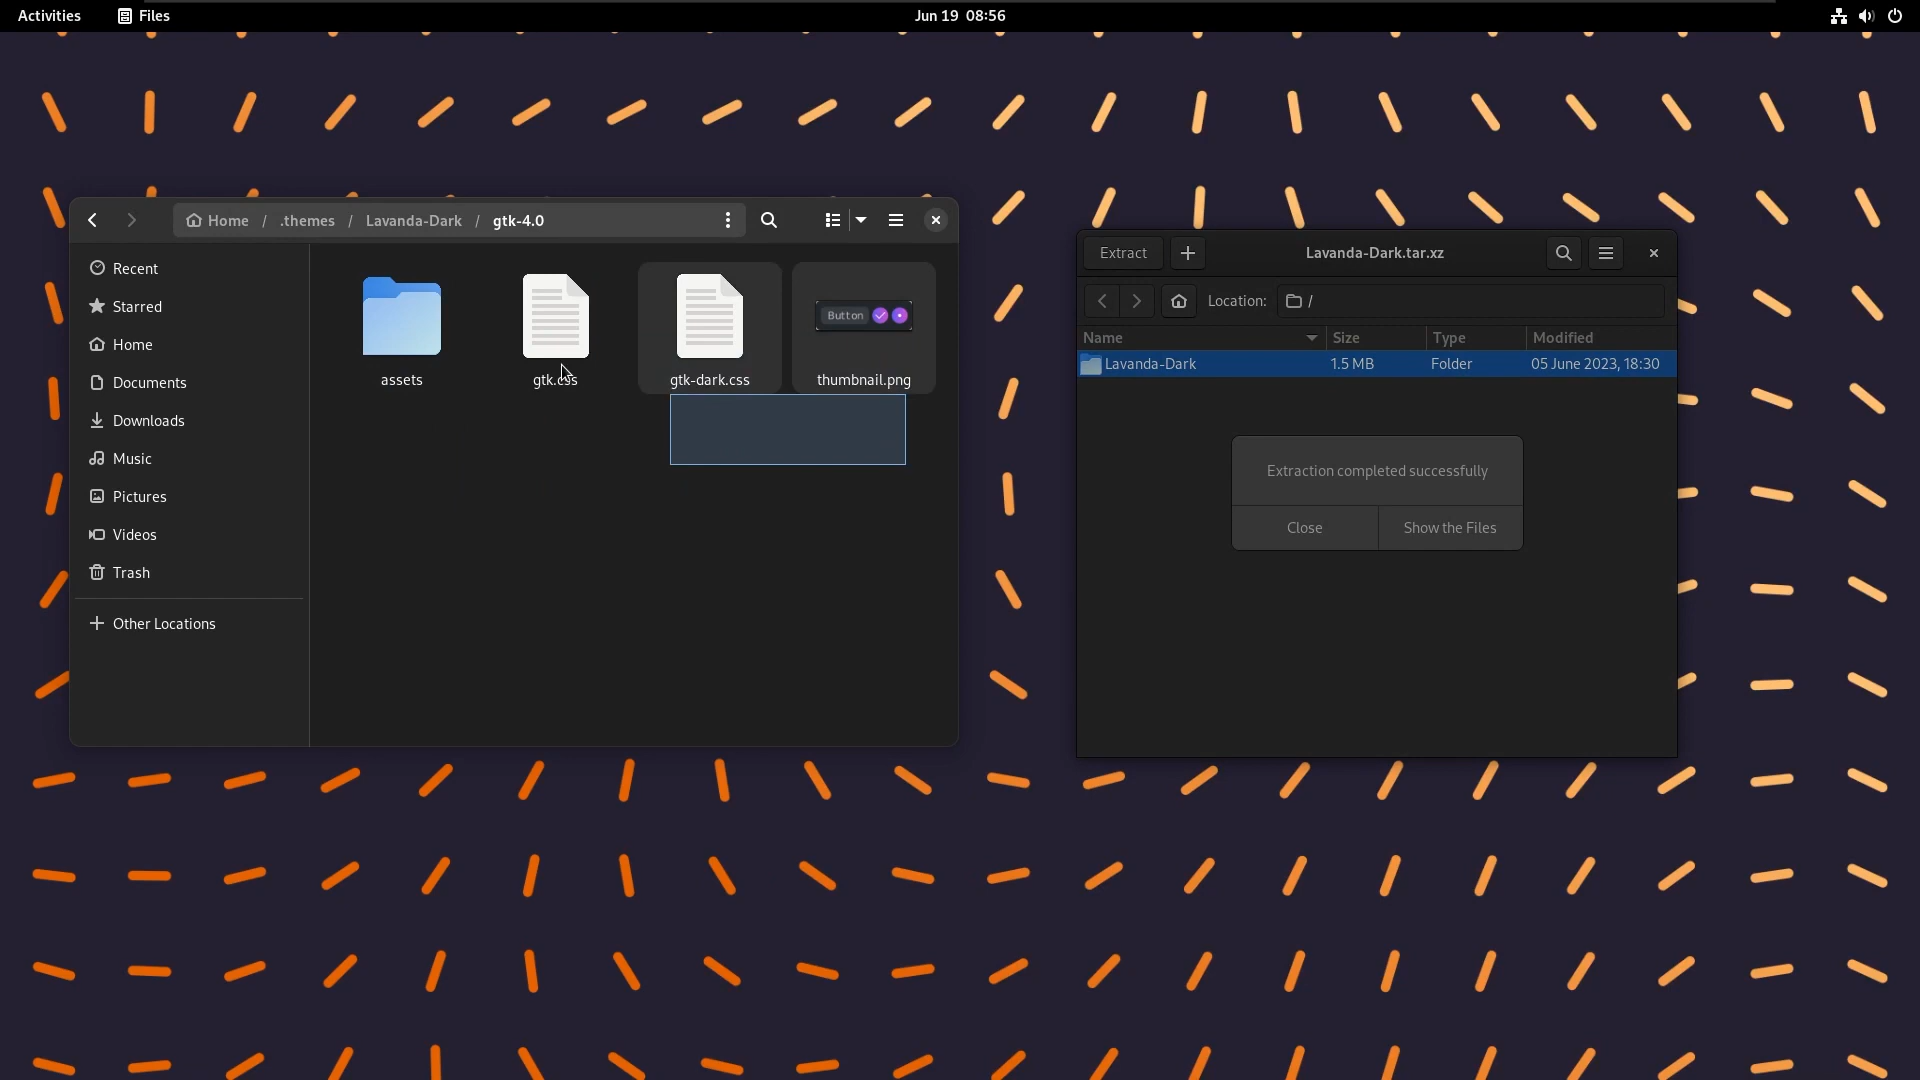 Activities
Files
Jun 19 08:56
Home / .themes / Lavanda-Dark / gtk-4.0
Recent
Starred
Home
Documents
Downloads
Music
Pictures
Videos
Trash
Other Locations
assets
gtk.css
gtk-dark.css
Button
thumbnail.png
Extract
Lavanda-Dark.tar.xz
Location: /
Name Size Type Modified
Lavanda-Dark 1.5 MB Folder 05 June 2023, 18:30
Extraction completed successfully
Close Show the Files